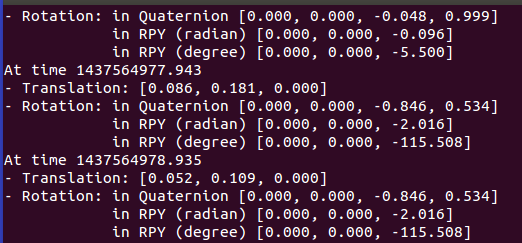 - Rotation: in Quaternion [0.000, 0.000, -0.048, 0.999]
in RPY (radian) [0.000, 0.000, -0.096]
in RPY (degree) [0.000, 0.000, -5.500]
At time 1437564977.943
- Translation: [0.086, 0.181, 0.000]
- Rotation: in Quaternion [0.000, 0.000, -0.846, 0.534]
in RPY (radian) [0.000, 0.000, -2.016]
in RPY (degree) [0.000, 0.000, -115.508]
At time 1437564978.935
- Translation: [0.052, 0.109, 0.000]
- Rotation: in Quaternion [0.000, 0.000, -0.846, 0.534]
in RPY (radian) [0.000, 0.000, -2.016]
in RPY (degree) [0.000, 0.000, -115.508]